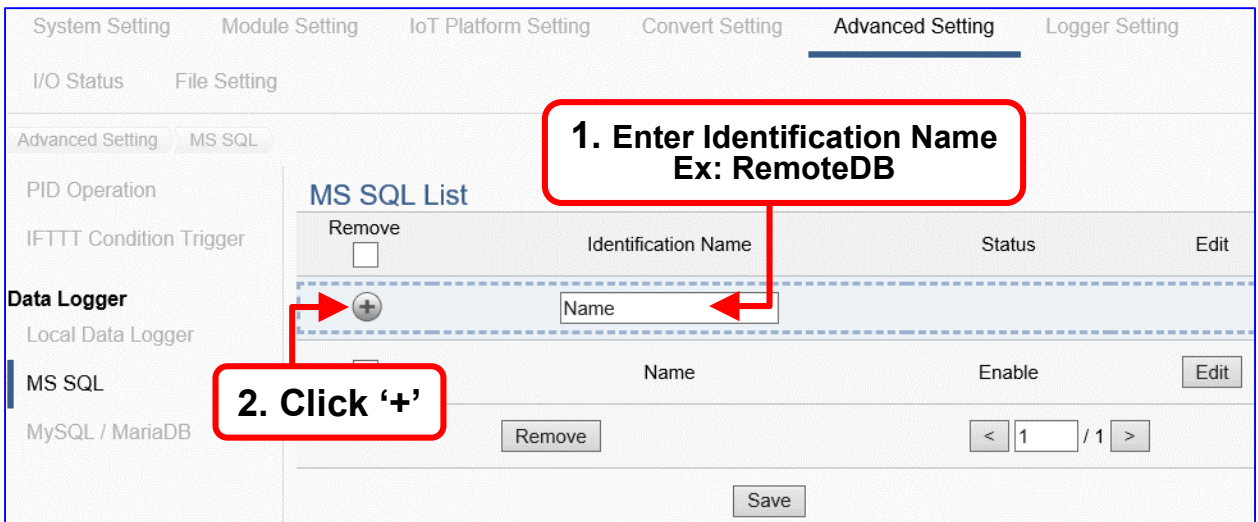 System Setting Module Setting IoT Platform Setting Convert Setting Advanced Setting Logger Setting
I/O Status File Setting
Advanced Setting MS SQL
PID Operation
IFTTT Condition Trigger
Data Logger
Local Data Logger
MS SQL
MySQL / MariaDB
1. Enter Identification Name
Ex: RemoteDB
MS SQL List
Remove Identification Name Status Edit
+ Name
2. Click ‘+’
Name Enable Edit
Remove < 1 / 1 >
Save